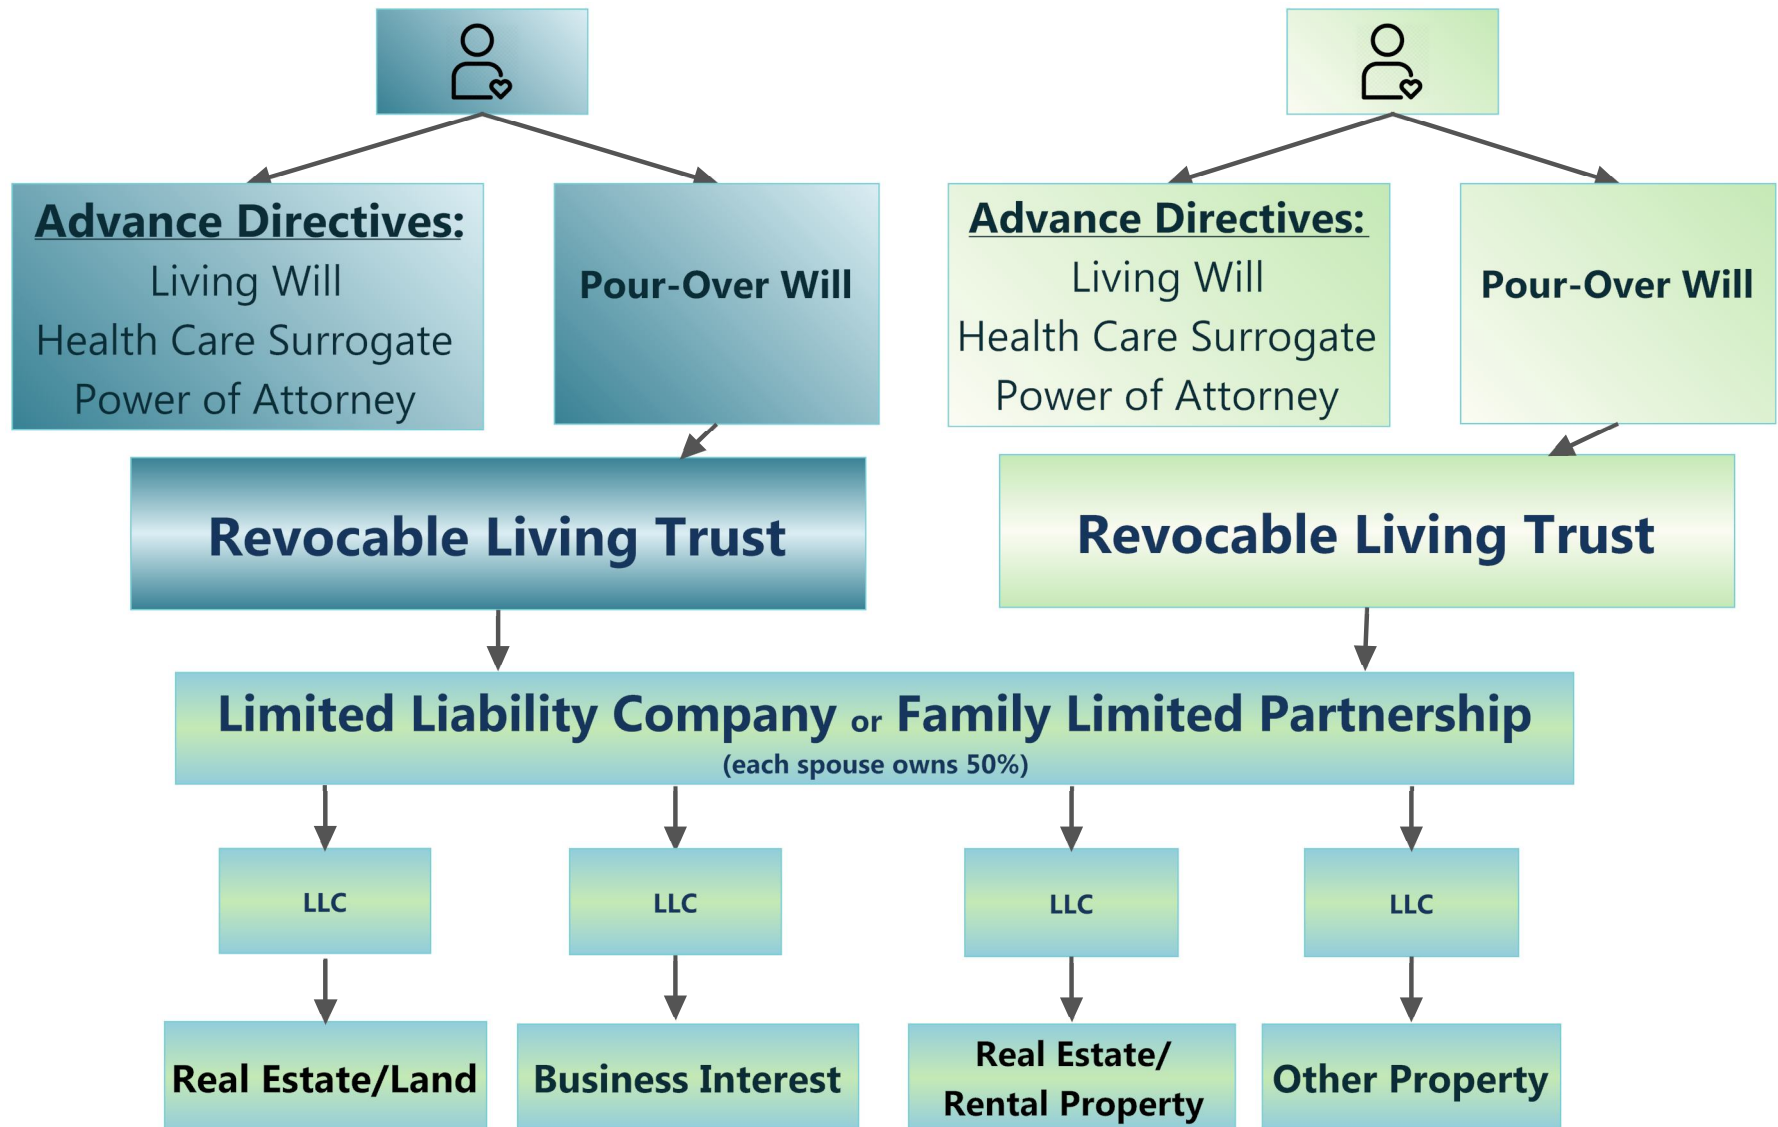 Advance Directives:
Living Will
Health Care Surrogate
Power of Attorney
Pour-Over Will
Advance Directives:
Living Will
Health Care Surrogate
Power of Attorney
Pour-Over Will
Revocable Living Trust
Revocable Living Trust
Limited Liability Company or Family Limited Partnership
(each spouse owns 50%)
LLC
LLC
LLC
LLC
Real Estate/Land
Business Interest
Real Estate/
Rental Property
Other Property